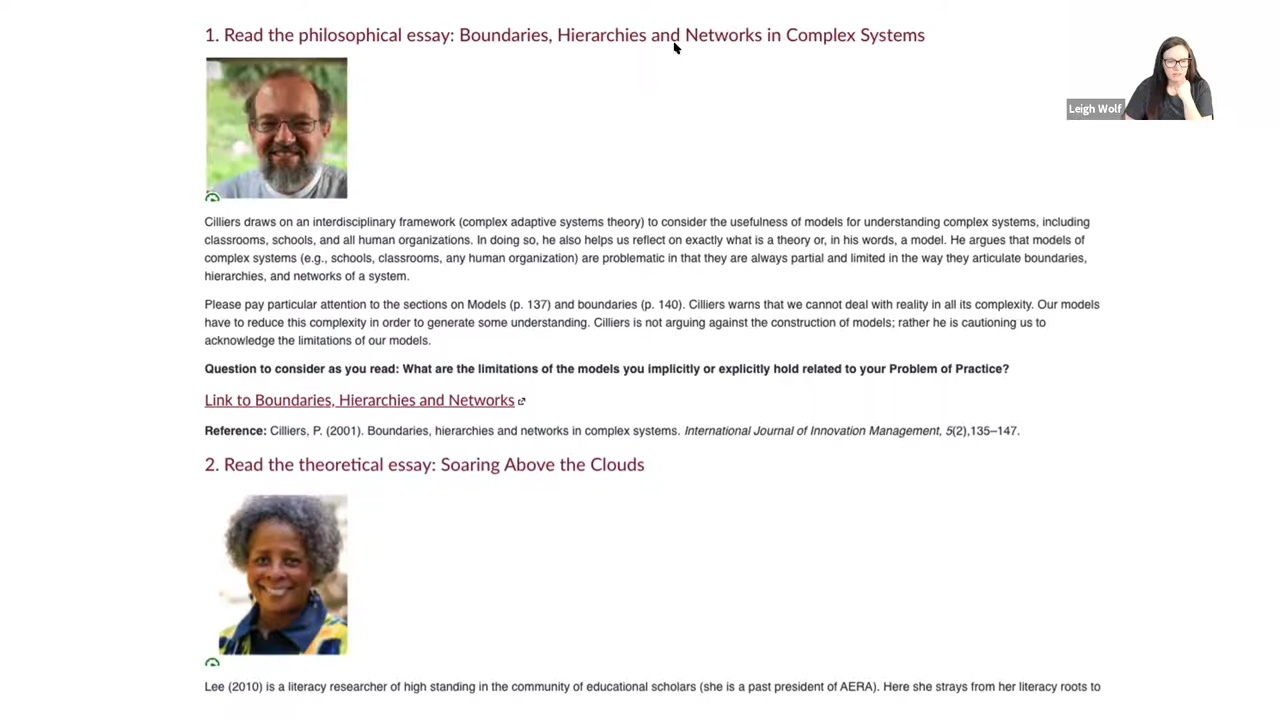 1. Read the philosophical essay: Boundaries, Hierarchies and Networks in Complex Systems
Leigh Wolf
Cilliers draws on an interdisciplinary framework (complex adaptive systems theory) to consider the usefulness of models for understanding complex systems, including
classrooms, schools, and all human organizations. In doing so, he also helps us reflect on exactly what is a theory or, in his words, a model. He argues that models of
complex systems (e.g., schools, classrooms, any human organization) are problematic in that they are always partial and limited in the way they articulate boundaries,
hierarchies, and networks of a system.
Please pay particular attention to the sections on Models (p. 137) and boundaries (p. 140). Cilliers warns that we cannot deal with reality in all its complexity. Our models
have to reduce this complexity in order to generate some understanding. Cilliers is not arguing against the construction of models; rather he is cautioning us to
acknowledge the limitations of our models.
Question to consider as you read: What are the limitations of the models you implicitly or explicitly hold related to your Problem of Practice?
Link to Boundaries, Hierarchies and Networks
Reference: Cilliers, P. (2001). Boundaries, hierarchies and networks in complex systems. International Journal of Innovation Management, 5(2),135–147.
2. Read the theoretical essay: Soaring Above the Clouds
Lee (2010) is a literacy researcher of high standing in the community of educational scholars (she is a past president of AERA). Here she strays from her literacy roots to